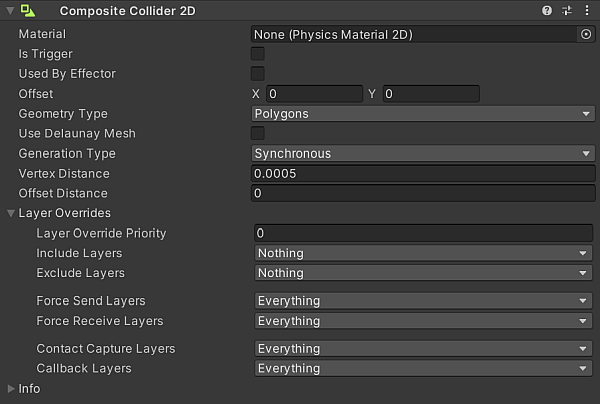 Composite Collider 2D
Material None (Physics Material 2D)
Is Trigger
Used By Effector
Offset X 0 Y 0
Geometry Type Polygons
Use Delaunay Mesh
Generation Type Synchronous
Vertex Distance 0.0005
Offset Distance 0
Layer Overrides
Layer Override Priority 0
Include Layers Nothing
Exclude Layers Nothing
Force Send Layers Everything
Force Receive Layers Everything
Contact Capture Layers Everything
Callback Layers Everything
Info